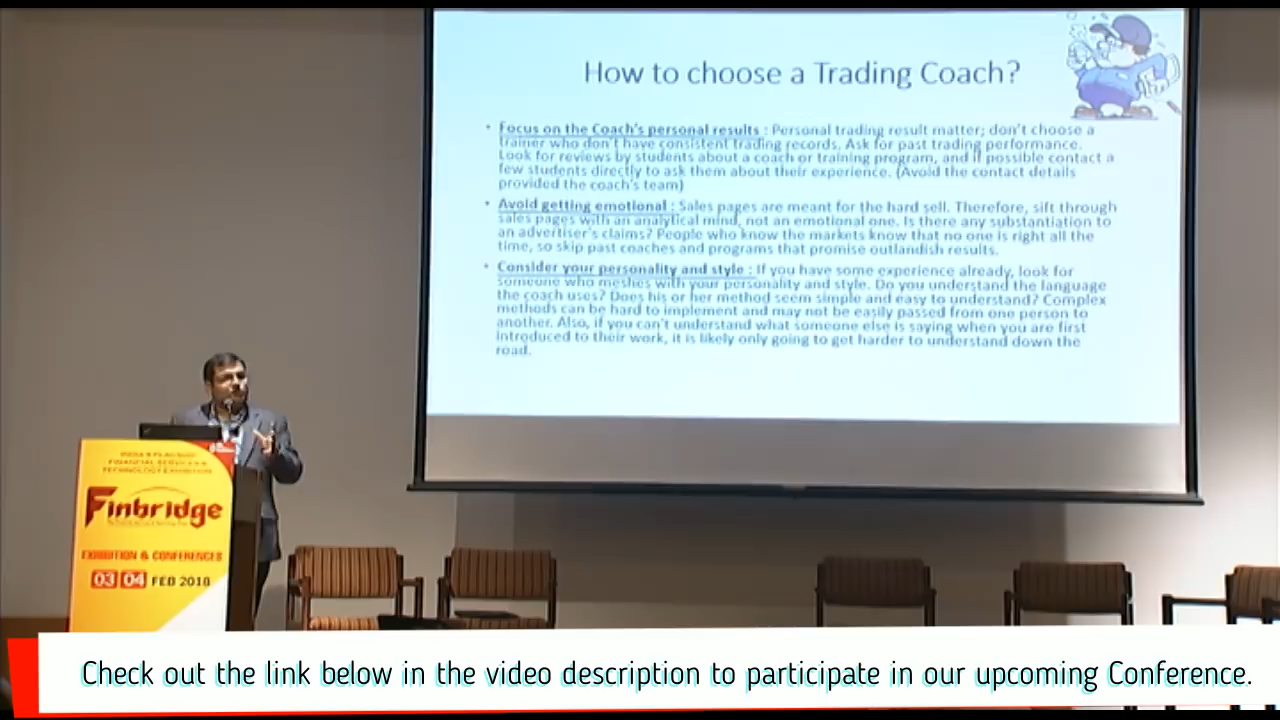 How to choose a Trading Coach?
• Focus on the Coach's personal results : Personal trading result matter; don't choose a
trainer who don't have consistent trading records. Ask for past trading performance.
Look for reviews by students about a coach or training program, and if possible contact a
few students directly to ask them about their experience. (Avoid the contact details
provided the coach's team)
• Avoid getting emotional : Sales pages are meant for the hard sell. Therefore, sift through
sales pages with an analytical mind, not an emotional one. Is there any substantiation to
an advertiser's claims? People who know the markets know that no one is right all the
time, so skip past coaches and programs that promise outlandish results.
• Consider your personality and style : If you have some experience already, look for
someone who meshes with your personality and style. Do you understand the language
the coach uses? Does his or her method seem simple and easy to understand? Complex
methods can be hard to implement and may not be easily passed from one person to
another. Also, if you can't understand what someone else is saying when you are first
introduced to their work, it is likely only going to get harder to understand down the
road.
INDIA'S FLAGSHIP
FINANCIAL SERVICES &
TECHNOLOGY EXHIBITION
Finbridge
EXHIBITION & CONFERENCES
03 04 FEB 2018
Check out the link below in the video description to participate in our upcoming Conference.